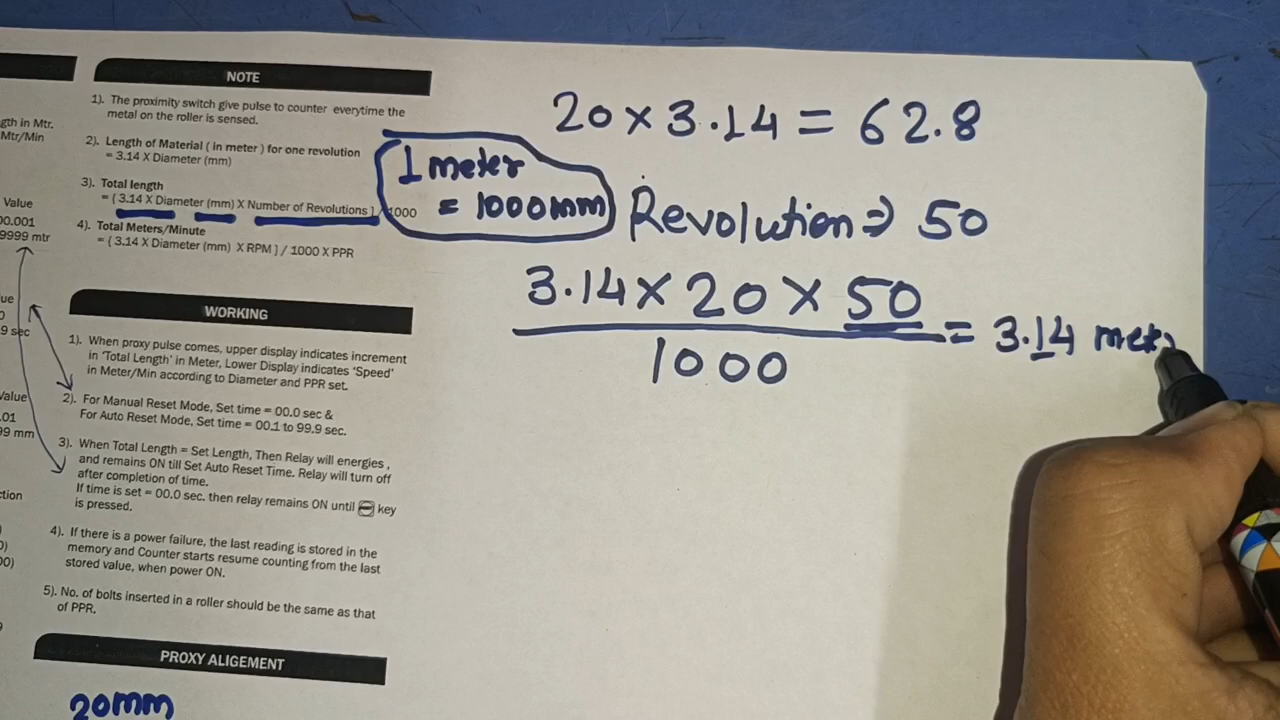 gth in Mtr.
Mtr/Min
Value
00.001
9999 mtr
ue
0
9 sec
Value
.01
99 mm
ction
NOTE
1). The proximity switch give pulse to counter everytime the
metal on the roller is sensed.
2). Length of Material ( in meter ) for one revolution
= 3.14 X Diameter (mm)
3). Total length
= ( 3.14 X Diameter (mm) X Number of Revolutions ) / 1000
4). Total Meters/Minute
= ( 3.14 X Diameter (mm) X RPM ) / 1000 X PPR
WORKING
1). When proxy pulse comes, upper display indicates increment
in 'Total Length' in Meter, Lower Display indicates 'Speed'
in Meter/Min according to Diameter and PPR set.
2). For Manual Reset Mode, Set time = 00.0 sec &
For Auto Reset Mode, Set time = 00.1 to 99.9 sec.
3). When Total Length = Set Length, Then Relay will energies ,
and remains ON till Set Auto Reset Time. Relay will turn off
after completion of time.
If time is set = 00.0 sec. then relay remains ON until key
is pressed.
4). If there is a power failure, the last reading is stored in the
memory and Counter starts resume counting from the last
stored value, when power ON.
5). No. of bolts inserted in a roller should be the same as that
of PPR.
PROXY ALIGEMENT
20mm
20 × 3.14 = 62.8
1 meter
= 1000mm
Revolution ⇒ 50
3.14 × 20 × 50
1000
= 3.14 meter